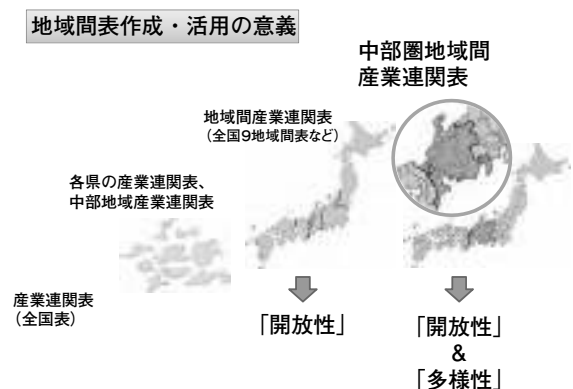 地域間表作成・活用の意義
中部圏地域間
産業連関表
地域間産業連関表
（全国９地域間表など）
各県の産業連関表、
中部地域産業連関表
産業連関表
（全国表）
「開放性」
「開放性」
＆
「多様性」